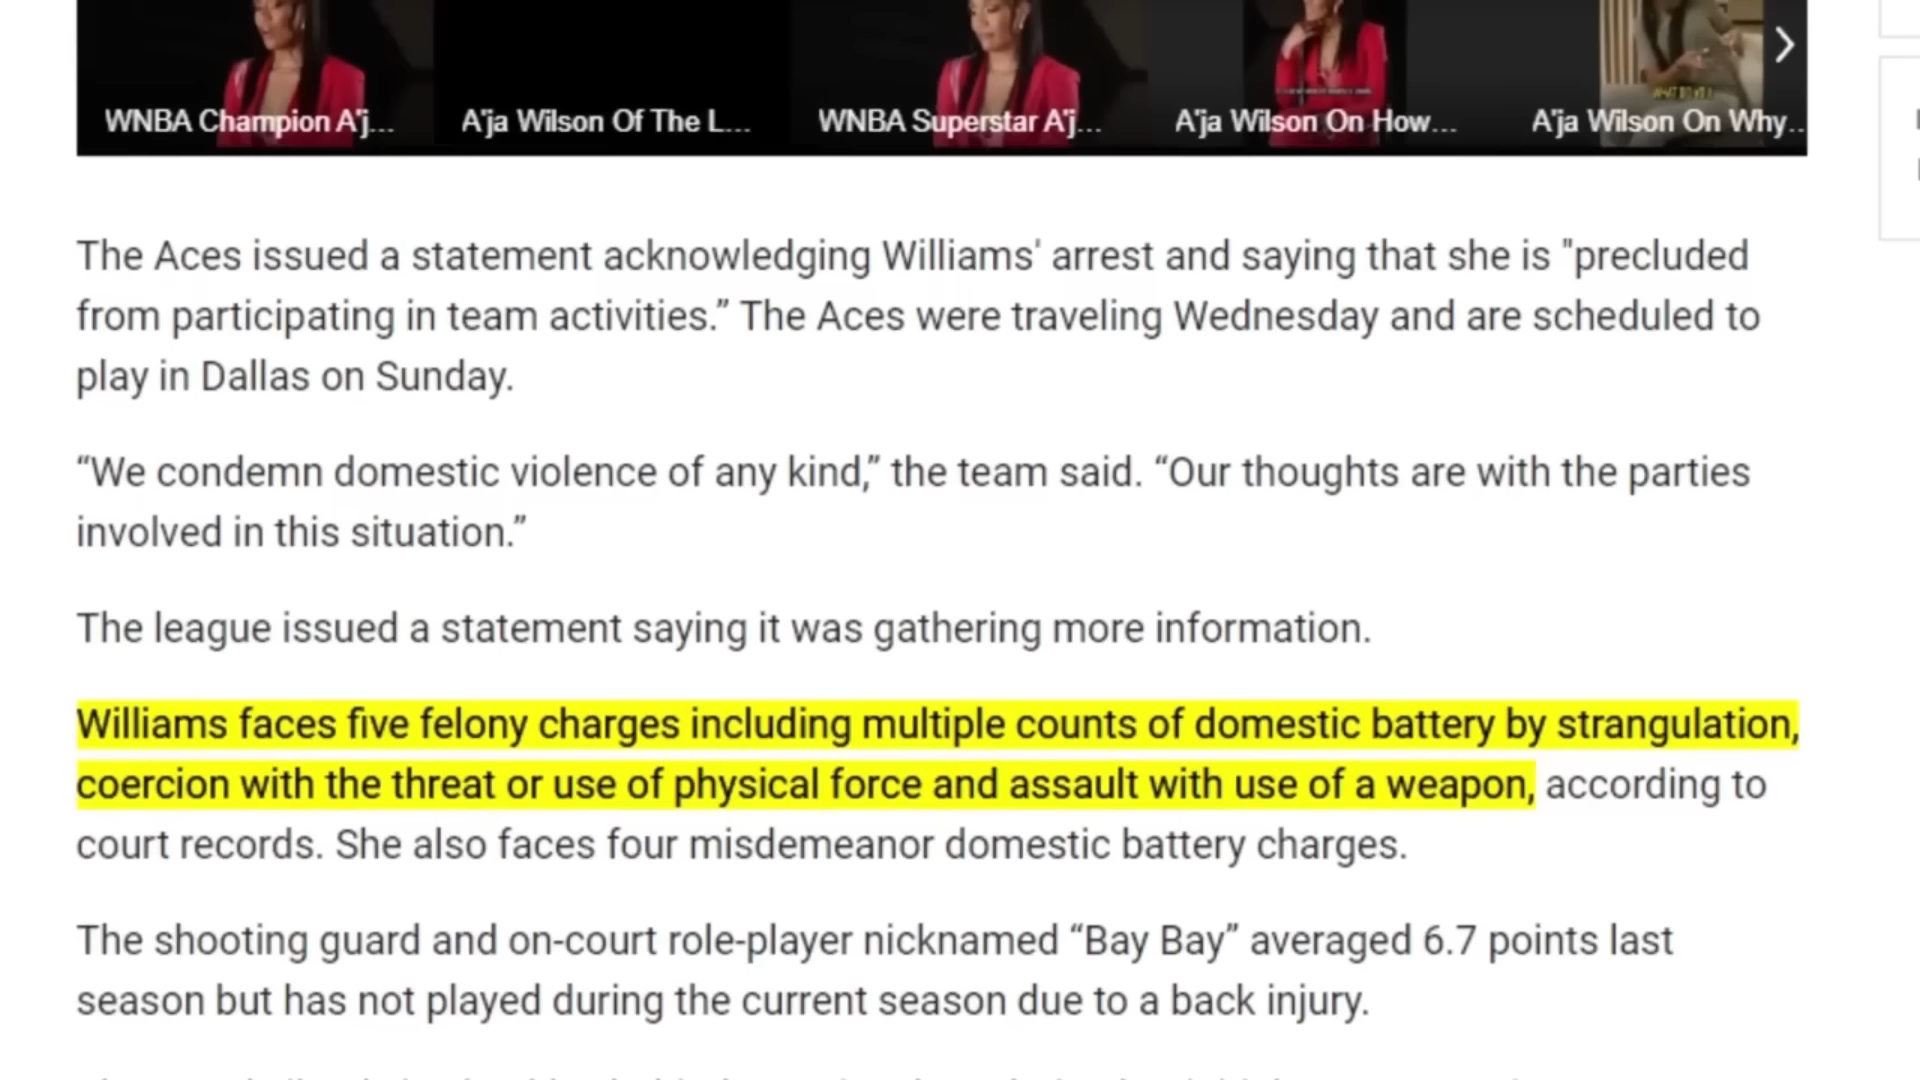 WNBA Champion A'j...
A'ja Wilson Of The L...
WNBA Superstar A'j...
A'ja Wilson On How...
A'ja Wilson On Why...
The Aces issued a statement acknowledging Williams' arrest and saying that she is "precluded
from participating in team activities.” The Aces were traveling Wednesday and are scheduled to
play in Dallas on Sunday.
“We condemn domestic violence of any kind,” the team said. “Our thoughts are with the parties
involved in this situation.”
The league issued a statement saying it was gathering more information.
Williams faces five felony charges including multiple counts of domestic battery by strangulation,
coercion with the threat or use of physical force and assault with use of a weapon, according to
court records. She also faces four misdemeanor domestic battery charges.
The shooting guard and on-court role-player nicknamed “Bay Bay” averaged 6.7 points last
season but has not played during the current season due to a back injury.